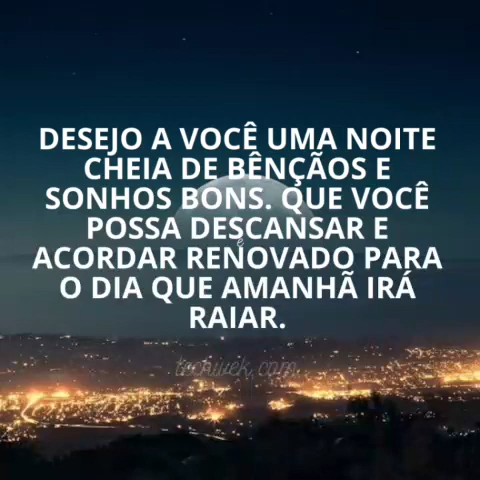 DESEJO A VOCÊ UMA NOITE
CHEIA DE BÊNÇÃOS E
SONHOS BONS. QUE VOCÊ
POSSA DESCANSAR E
ACORDAR RENOVADO PARA
O DIA QUE AMANHÃ IRÁ
RAIAR.